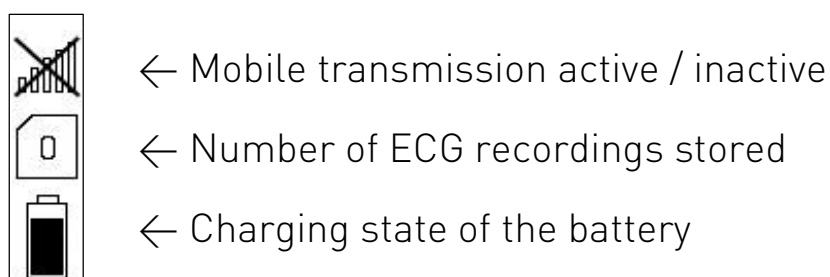 ← Mobile transmission active / inactive
0
← Number of ECG recordings stored
← Charging state of the battery